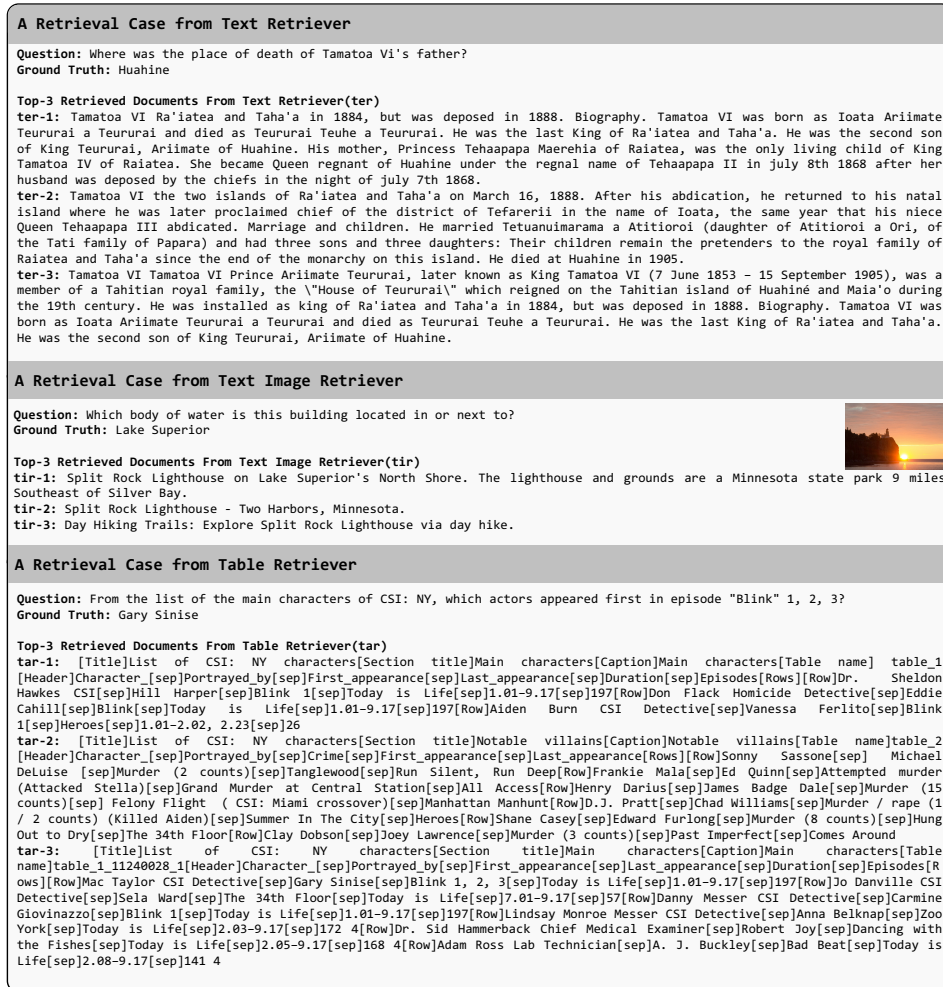 A Retrieval Case from Text Retriever
Question: Where was the place of death of Tamatoa Vi's father?
Ground Truth: Huahine
Top-3 Retrieved Documents From Text Retriever(ter)
ter-1: Tamatoa VI Ra'iatea and Taha'a in 1884, but was deposed in 1888. Biography. Tamatoa VI was born as Ioata Ariimate
Teururai a Teururai and died as Teururai Teuhe a Teururai. He was the last King of Ra'iatea and Taha'a. He was the second son
of King Teururai, Ariimate of Huahine. His mother, Princess Tehaapapa Maerehia of Raiatea, was the only living child of King
Tamatoa IV of Raiatea. She became Queen regnant of Huahine under the regnal name of Tehaapapa II in july 8th 1868 after her
husband was deposed by the chiefs in the night of july 7th 1868.
ter-2: Tamatoa VI the two islands of Ra'iatea and Taha'a on March 16, 1888. After his abdication, he returned to his natal
island where he was later proclaimed chief of the district of Tefarerii in the name of Ioata, the same year that his niece
Queen Tehaapapa III abdicated. Marriage and children. He married Tetuanuimarama a Atitioroi (daughter of Atitioroi a Ori, of
the Tati family of Papara) and had three sons and three daughters: Their children remain the pretenders to the royal family of
Raiatea and Taha'a since the end of the monarchy on this island. He died at Huahine in 1905.
ter-3: Tamatoa VI Tamatoa VI Prince Ariimate Teururai, later known as King Tamatoa VI (7 June 1853 – 15 September 1905), was a
member of a Tahitian royal family, the \"House of Teururai\" which reigned on the Tahitian island of Huahiné and Maia'o during
the 19th century. He was installed as king of Ra'iatea and Taha'a in 1884, but was deposed in 1888. Biography. Tamatoa VI was
born as Ioata Ariimate Teururai a Teururai and died as Teururai Teuhe a Teururai. He was the last King of Ra'iatea and Taha'a.
He was the second son of King Teururai, Ariimate of Huahine.
A Retrieval Case from Text Image Retriever
Question: Which body of water is this building located in or next to?
Ground Truth: Lake Superior
Top-3 Retrieved Documents From Text Image Retriever(tir)
tir-1: Split Rock Lighthouse on Lake Superior's North Shore. The lighthouse and grounds are a Minnesota state park 9 miles
Southeast of Silver Bay.
tir-2: Split Rock Lighthouse - Two Harbors, Minnesota.
tir-3: Day Hiking Trails: Explore Split Rock Lighthouse via day hike.
A Retrieval Case from Table Retriever
Question: From the list of the main characters of CSI: NY, which actors appeared first in episode "Blink" 1, 2, 3?
Ground Truth: Gary Sinise
Top-3 Retrieved Documents From Table Retriever(tar)
tar-1: [Title]List of CSI: NY characters[Section title]Main characters[Caption]Main characters[Table name] table_1
[Header]Character_[sep]Portrayed_by[sep]First_appearance[sep]Last_appearance[sep]Duration[sep]Episodes[Rows][Row]Dr. Sheldon
Hawkes CSI[sep]Hill Harper[sep]Blink 1[sep]Today is Life[sep]1.01–9.17[sep]197[Row]Don Flack Homicide Detective[sep]Eddie
Cahill[sep]Blink[sep]Today is Life[sep]1.01–9.17[sep]197[Row]Aiden Burn CSI Detective[sep]Vanessa Ferlito[sep]Blink
1[sep]Heroes[sep]1.01–2.02, 2.23[sep]26
tar-2: [Title]List of CSI: NY characters[Section title]Notable villains[Caption]Notable villains[Table name]table_2
[Header]Character_[sep]Portrayed_by[sep]Crime[sep]First_appearance[sep]Last_appearance[Rows][Row]Sonny Sassone[sep] Michael
DeLuise [sep]Murder (2 counts)[sep]Tanglewood[sep]Run Silent, Run Deep[Row]Frankie Mala[sep]Ed Quinn[sep]Attempted murder
(Attacked Stella)[sep]Grand Murder at Central Station[sep]All Access[Row]Henry Darius[sep]James Badge Dale[sep]Murder (15
counts)[sep] Felony Flight ( CSI: Miami crossover)[sep]Manhattan Manhunt[Row]D.J. Pratt[sep]Chad Williams[sep]Murder / rape (1
/ 2 counts) (Killed Aiden)[sep]Summer In The City[sep]Heroes[Row]Shane Casey[sep]Edward Furlong[sep]Murder (8 counts)[sep]Hung
Out to Dry[sep]The 34th Floor[Row]Clay Dobson[sep]Joey Lawrence[sep]Murder (3 counts)[sep]Past Imperfect[sep]Comes Around
tar-3: [Title]List of CSI: NY characters[Section title]Main characters[Caption]Main characters[Table
name]table_1_11240028_1[Header]Character_[sep]Portrayed_by[sep]First_appearance[sep]Last_appearance[sep]Duration[sep]Episodes[R
ows][Row]Mac Taylor CSI Detective[sep]Gary Sinise[sep]Blink 1, 2, 3[sep]Today is Life[sep]1.01–9.17[sep]197[Row]Jo Danville CSI
Detective[sep]Sela Ward[sep]The 34th Floor[sep]Today is Life[sep]7.01–9.17[sep]57[Row]Danny Messer CSI Detective[sep]Carmine
Giovinazzo[sep]Blink 1[sep]Today is Life[sep]1.01–9.17[sep]197[Row]Lindsay Monroe Messer CSI Detective[sep]Anna Belknap[sep]Zoo
York[sep]Today is Life[sep]2.03–9.17[sep]172 4[Row]Dr. Sid Hammerback Chief Medical Examiner[sep]Robert Joy[sep]Dancing with
the Fishes[sep]Today is Life[sep]2.05–9.17[sep]168 4[Row]Adam Ross Lab Technician[sep]A. J. Buckley[sep]Bad Beat[sep]Today is
Life[sep]2.08–9.17[sep]141 4